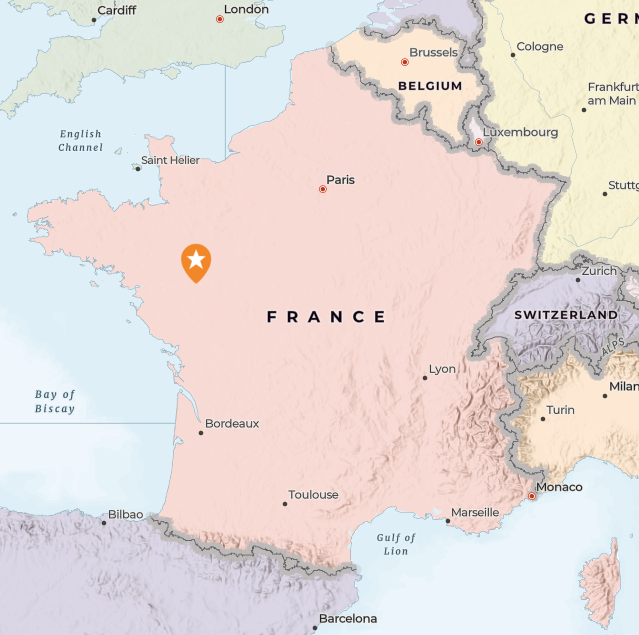 Cardiff
London
GERM
Brussels
Cologne
BELGIUM
Frankfurt
am Main
English
Channel
Luxembourg
Saint Helier
Paris
Stuttg
Zurich
FRANCE
SWITZERLAND
ALPS
Lyon
Milan
Bay of
Biscay
Turin
Bordeaux
Monaco
Toulouse
Marseille
Bilbao
Gulf of
Lion
Barcelona